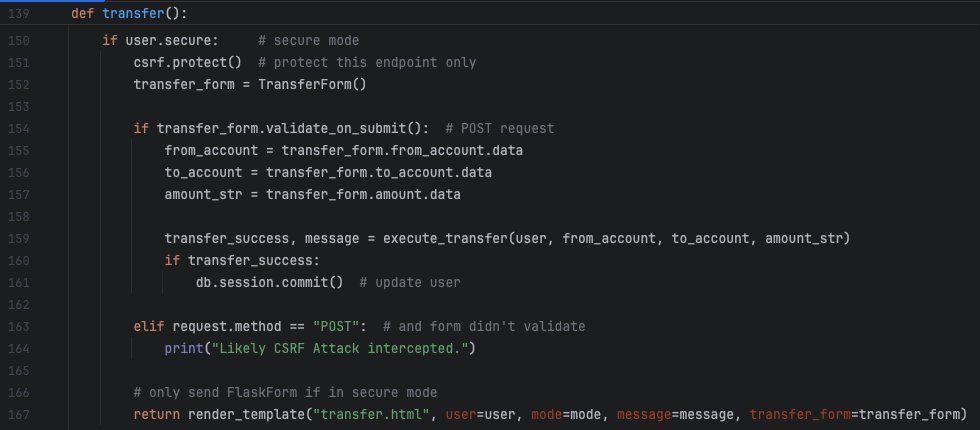 139 def transfer():
150 if user.secure: # secure mode
151 csrf.protect() # protect this endpoint only
152 transfer_form = TransferForm()
153
154 if transfer_form.validate_on_submit(): # POST request
155 from_account = transfer_form.from_account.data
156 to_account = transfer_form.to_account.data
157 amount_str = transfer_form.amount.data
158
159 transfer_success, message = execute_transfer(user, from_account, to_account, amount_str)
160 if transfer_success:
161 db.session.commit() # update user
162
163 elif request.method == "POST": # and form didn't validate
164 print("Likely CSRF Attack intercepted.")
165
166 # only send FlaskForm if in secure mode
167 return render_template("transfer.html", user=user, mode=mode, message=message, transfer_form=transfer_form)